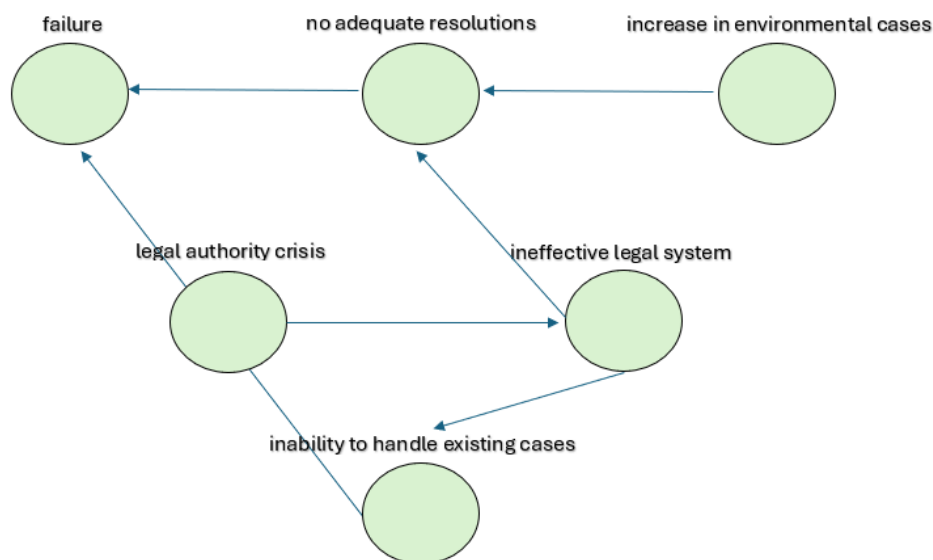 failure
no adequate resolutions
increase in environmental cases
legal authority crisis
ineffective legal system
inability to handle existing cases